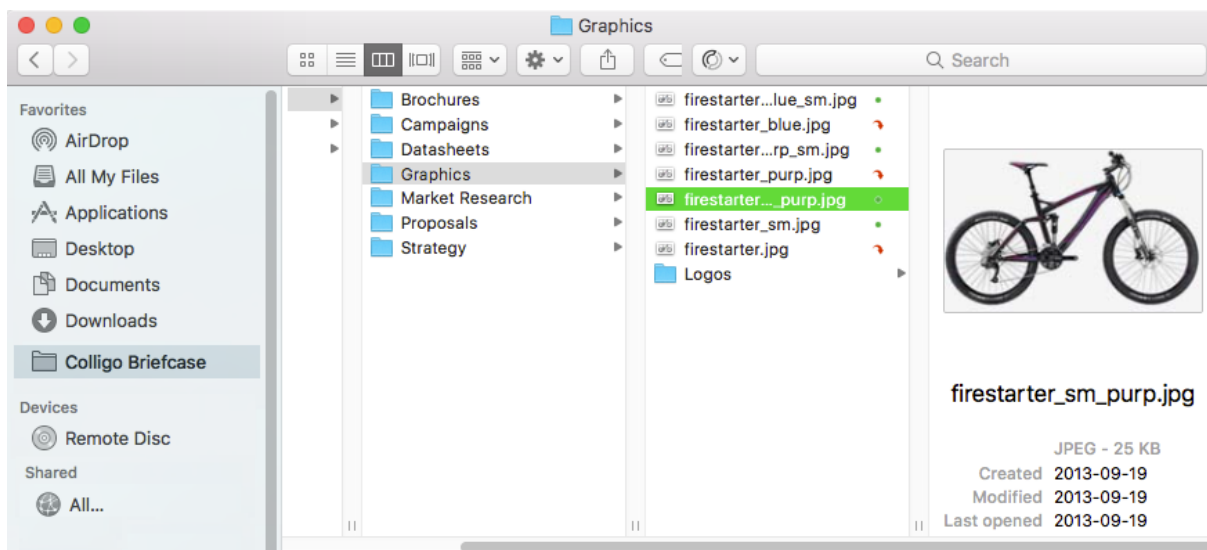 Graphics
Search
Favorites
AirDrop
All My Files
Applications
Desktop
Documents
Downloads
Colligo Briefcase
Devices
Remote Disc
Shared
All...
Brochures
Campaigns
Datasheets
Graphics
Market Research
Proposals
Strategy
firestarter...lue_sm.jpg
firestarter_blue.jpg
firestarter...rp_sm.jpg
firestarter_purp.jpg
firestarter..._purp.jpg
firestarter_sm.jpg
firestarter.jpg
Logos
firestarter_sm_purp.jpg
JPEG - 25 KB
Created 2013-09-19
Modified 2013-09-19
Last opened 2013-09-19